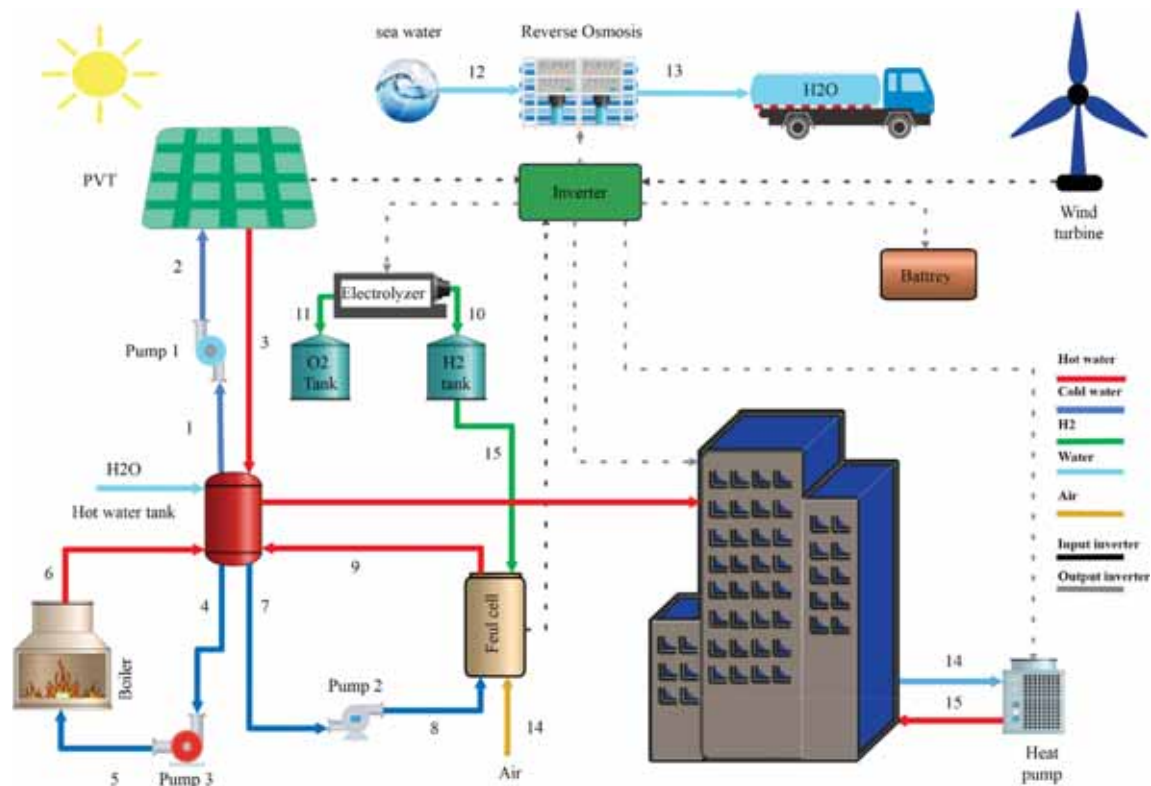 sea water
Reverse Osmosis
12
13
H2O
PVT
Inverter
Wind
turbine
2
Battrey
Electrolyzer
11
10
Pump 1
3
O2
Tank
H2
tank
Hot water
Cold water
H2
Water
Air
Input inverter
Output inverter
1
15
H2O
Hot water tank
6
9
4
7
Feul cell
Boiler
Pump 2
8
14
14
15
5
Pump 3
Air
Heat
pump